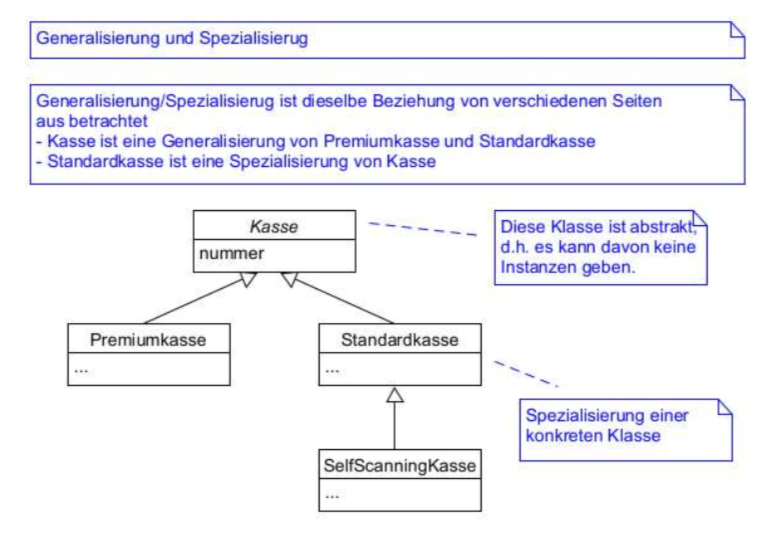 Generalisierung und Spezialisierug
Generalisierung/Spezialisierug ist dieselbe Beziehung von verschiedenen Seiten
aus betrachtet
- Kasse ist eine Generalisierung von Premiumkasse und Standardkasse
- Standardkasse ist eine Spezialisierung von Kasse
Kasse
nummer
Diese Klasse ist abstrakt,
d.h. es kann davon keine
Instanzen geben.
Premiumkasse
...
Standardkasse
...
Spezialisierung einer
konkreten Klasse
SelfScanningKasse
...